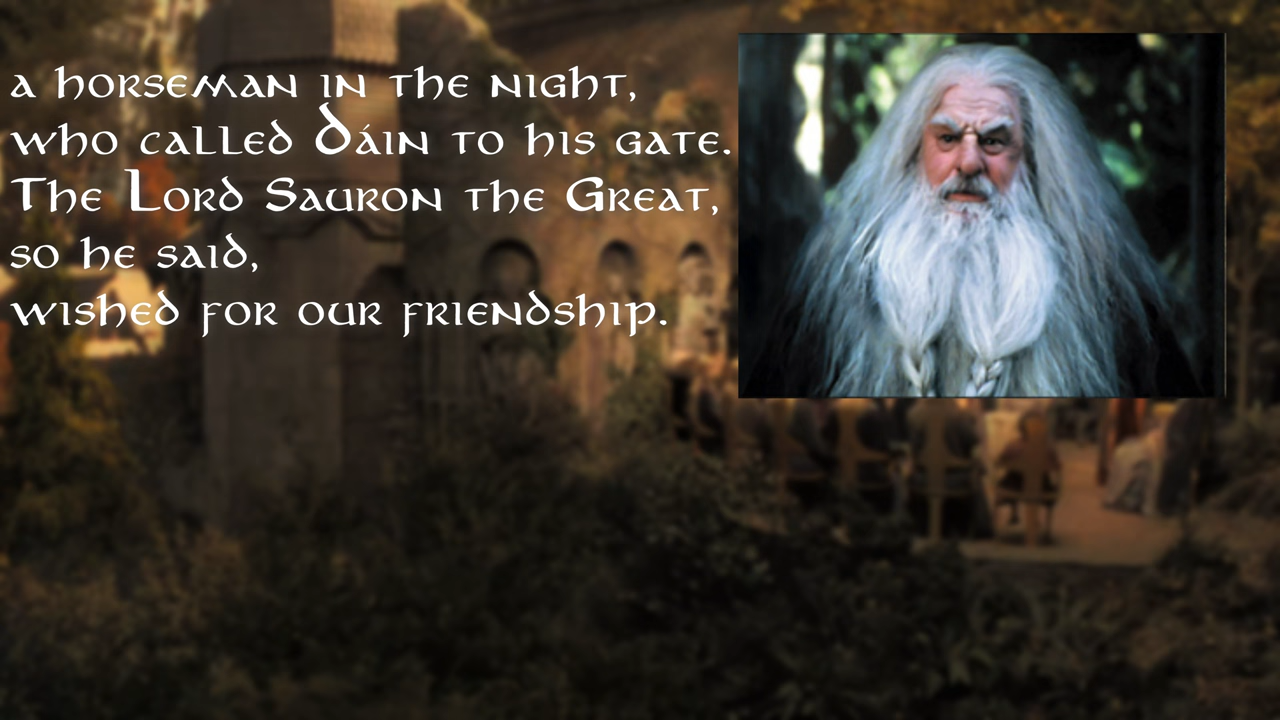 a horseman in the night,
who called Dáin to his gate.
The Lord Sauron the Great,
so he said,
wished for our friendship.